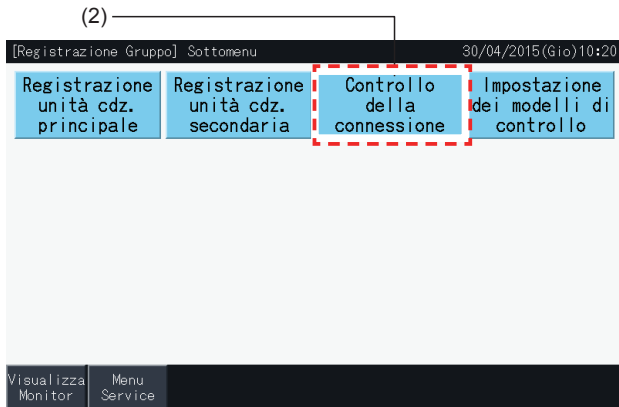 (2)
[Registrazione Gruppo] Sottomenu 30/04/2015(Gio)10:20
Registrazione
unità cdz.
principale
Registrazione
unità cdz.
secondaria
Controllo
della
connessione
Impostazione
dei modelli di
controllo
Visualizza
Monitor
Menu
Service